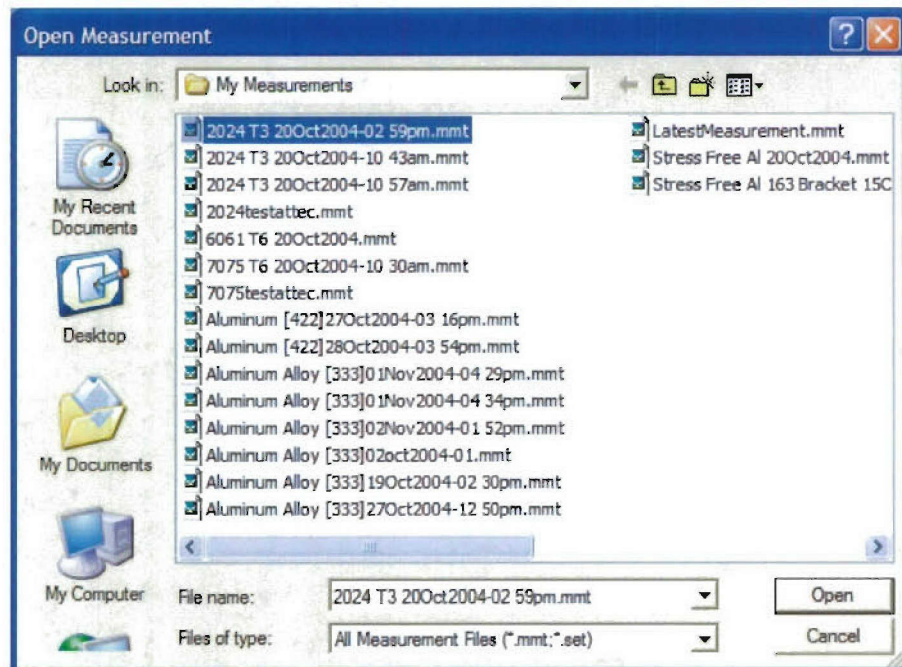 Open Measurement
Look in: My Measurements
My Recent
Documents
Desktop
My Documents
My Computer
2024 T3 20Oct2004-02 59pm.mmt
2024 T3 20Oct2004-10 43am.mmt
2024 T3 20Oct2004-10 57am.mmt
2024testattec.mmt
6061 T6 20Oct2004.mmt
7075 T6 20Oct2004-10 30am.mmt
7075testattec.mmt
Aluminum [422]27Oct2004-03 16pm.mmt
Aluminum [422]28Oct2004-03 54pm.mmt
Aluminum Alloy [333]01Nov2004-04 29pm.mmt
Aluminum Alloy [333]01Nov2004-04 34pm.mmt
Aluminum Alloy [333]02Nov2004-01 52pm.mmt
Aluminum Alloy [333]02oct2004-01.mmt
Aluminum Alloy [333]19Oct2004-02 30pm.mmt
Aluminum Alloy [333]27Oct2004-12 50pm.mmt
LatestMeasurement.mmt
Stress Free Al 20Oct2004.mmt
Stress Free Al 163 Bracket 15C
File name: 2024 T3 20Oct2004-02 59pm.mmt Open
Files of type: All Measurement Files (*.mmt;*.set) Cancel